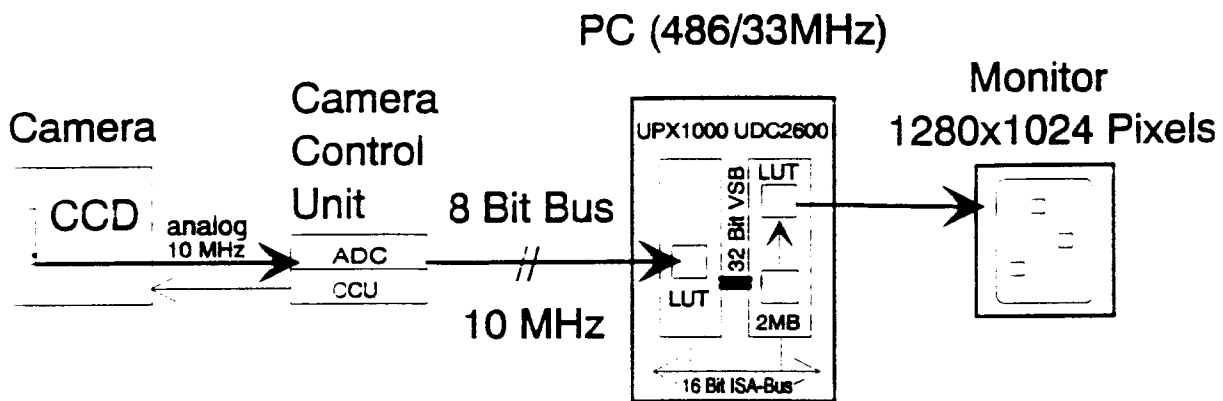 PC (486/33MHz)
Camera
CCD
analog
10 MHz
Camera
Control
Unit
ADC
CCU
8 Bit Bus
10 MHz
UPX1000 UDC2600
LUT
32 Bit VSB
LUT
2MB
16 Bit ISA-Bus
Monitor
1280x1024 Pixels